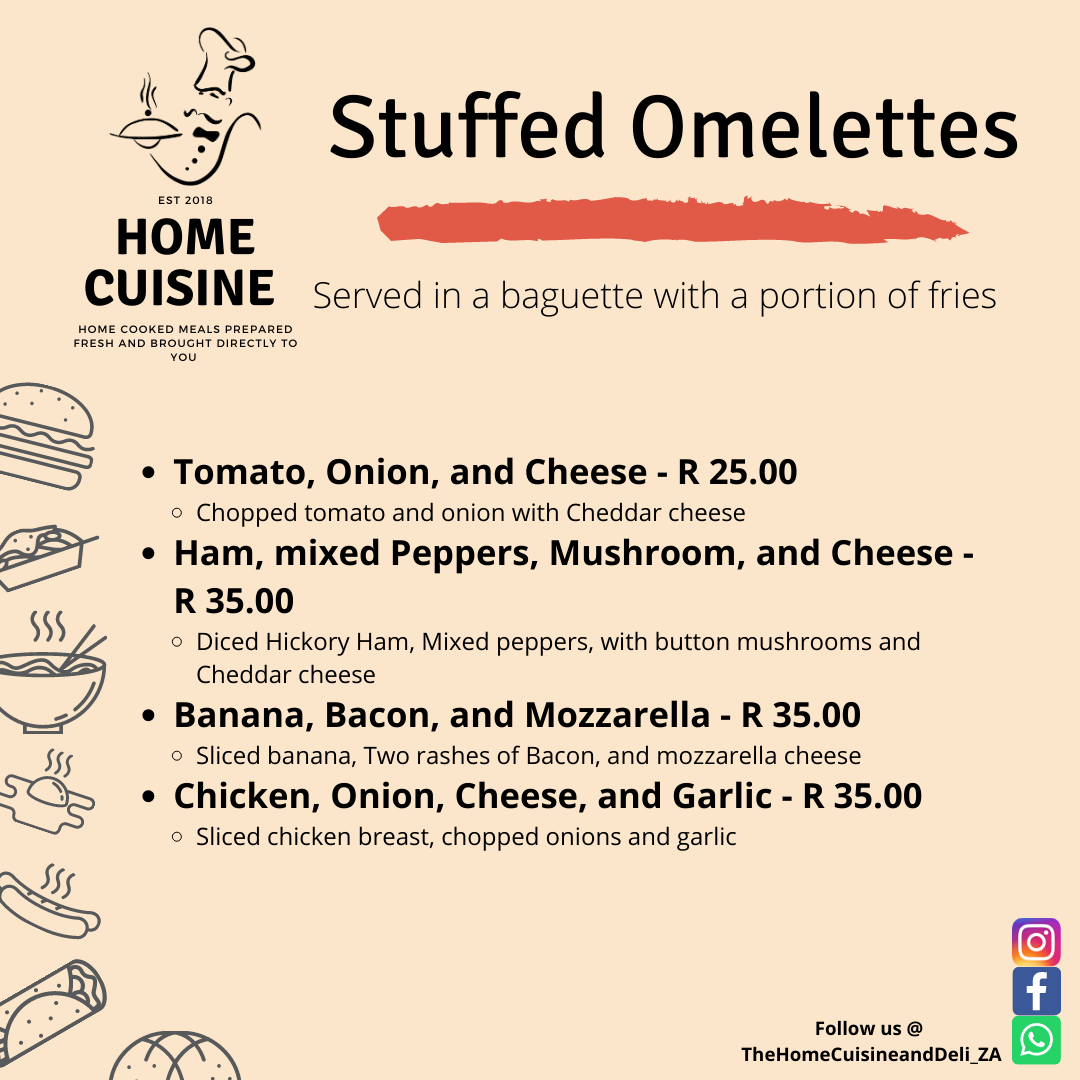 EST 2018
HOME
CUISINE
HOME COOKED MEALS PREPARED
FRESH AND BROUGHT DIRECTLY TO
YOU
Stuffed Omelettes
Served in a baguette with a portion of fries
Tomato, Onion, and Cheese - R 25.00
Chopped tomato and onion with Cheddar cheese
Ham, mixed Peppers, Mushroom, and Cheese -
R 35.00
Diced Hickory Ham, Mixed peppers, with button mushrooms and
Cheddar cheese
Banana, Bacon, and Mozzarella - R 35.00
Sliced banana, Two rashes of Bacon, and mozzarella cheese
Chicken, Onion, Cheese, and Garlic - R 35.00
Sliced chicken breast, chopped onions and garlic
Follow us @
TheHomeCuisineandDeli_ZA